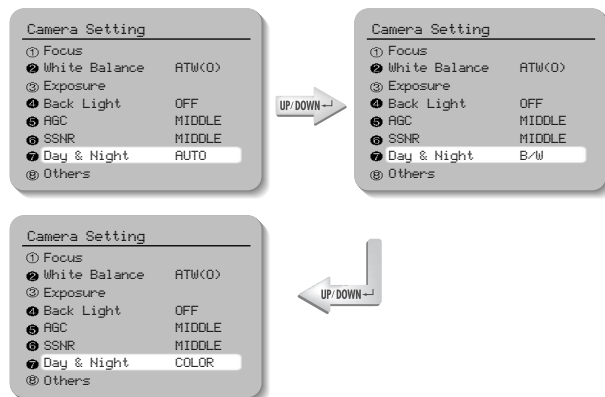 Camera Setting
① Focus
❷ White Balance ATW(O)
③ Exposure
❹ Back Light OFF
❺ AGC MIDDLE
❻ SSNR MIDDLE
❼ Day & Night AUTO
⑧ Others
UP/DOWN↵
Camera Setting
① Focus
❷ White Balance ATW(O)
③ Exposure
❹ Back Light OFF
❺ AGC MIDDLE
❻ SSNR MIDDLE
❼ Day & Night B/W
⑧ Others
UP/DOWN↵
Camera Setting
① Focus
❷ White Balance ATW(O)
③ Exposure
❹ Back Light OFF
❺ AGC MIDDLE
❻ SSNR MIDDLE
❼ Day & Night COLOR
⑧ Others